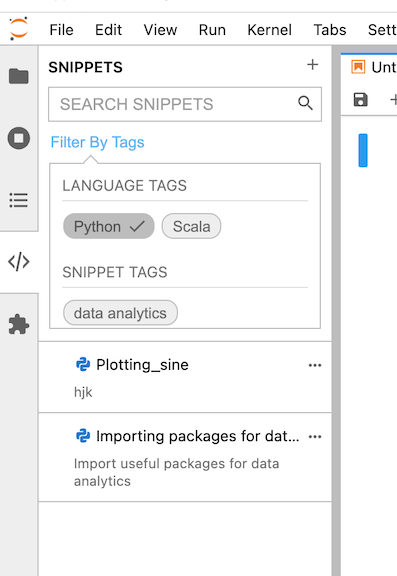 File Edit View Run Kernel Tabs Sett
SNIPPETS
Unt
SEARCH SNIPPETS
Filter By Tags
LANGUAGE TAGS
Python Scala
SNIPPET TAGS
data analytics
Plotting_sine
hjk
Importing packages for dat...
Import useful packages for data
analytics